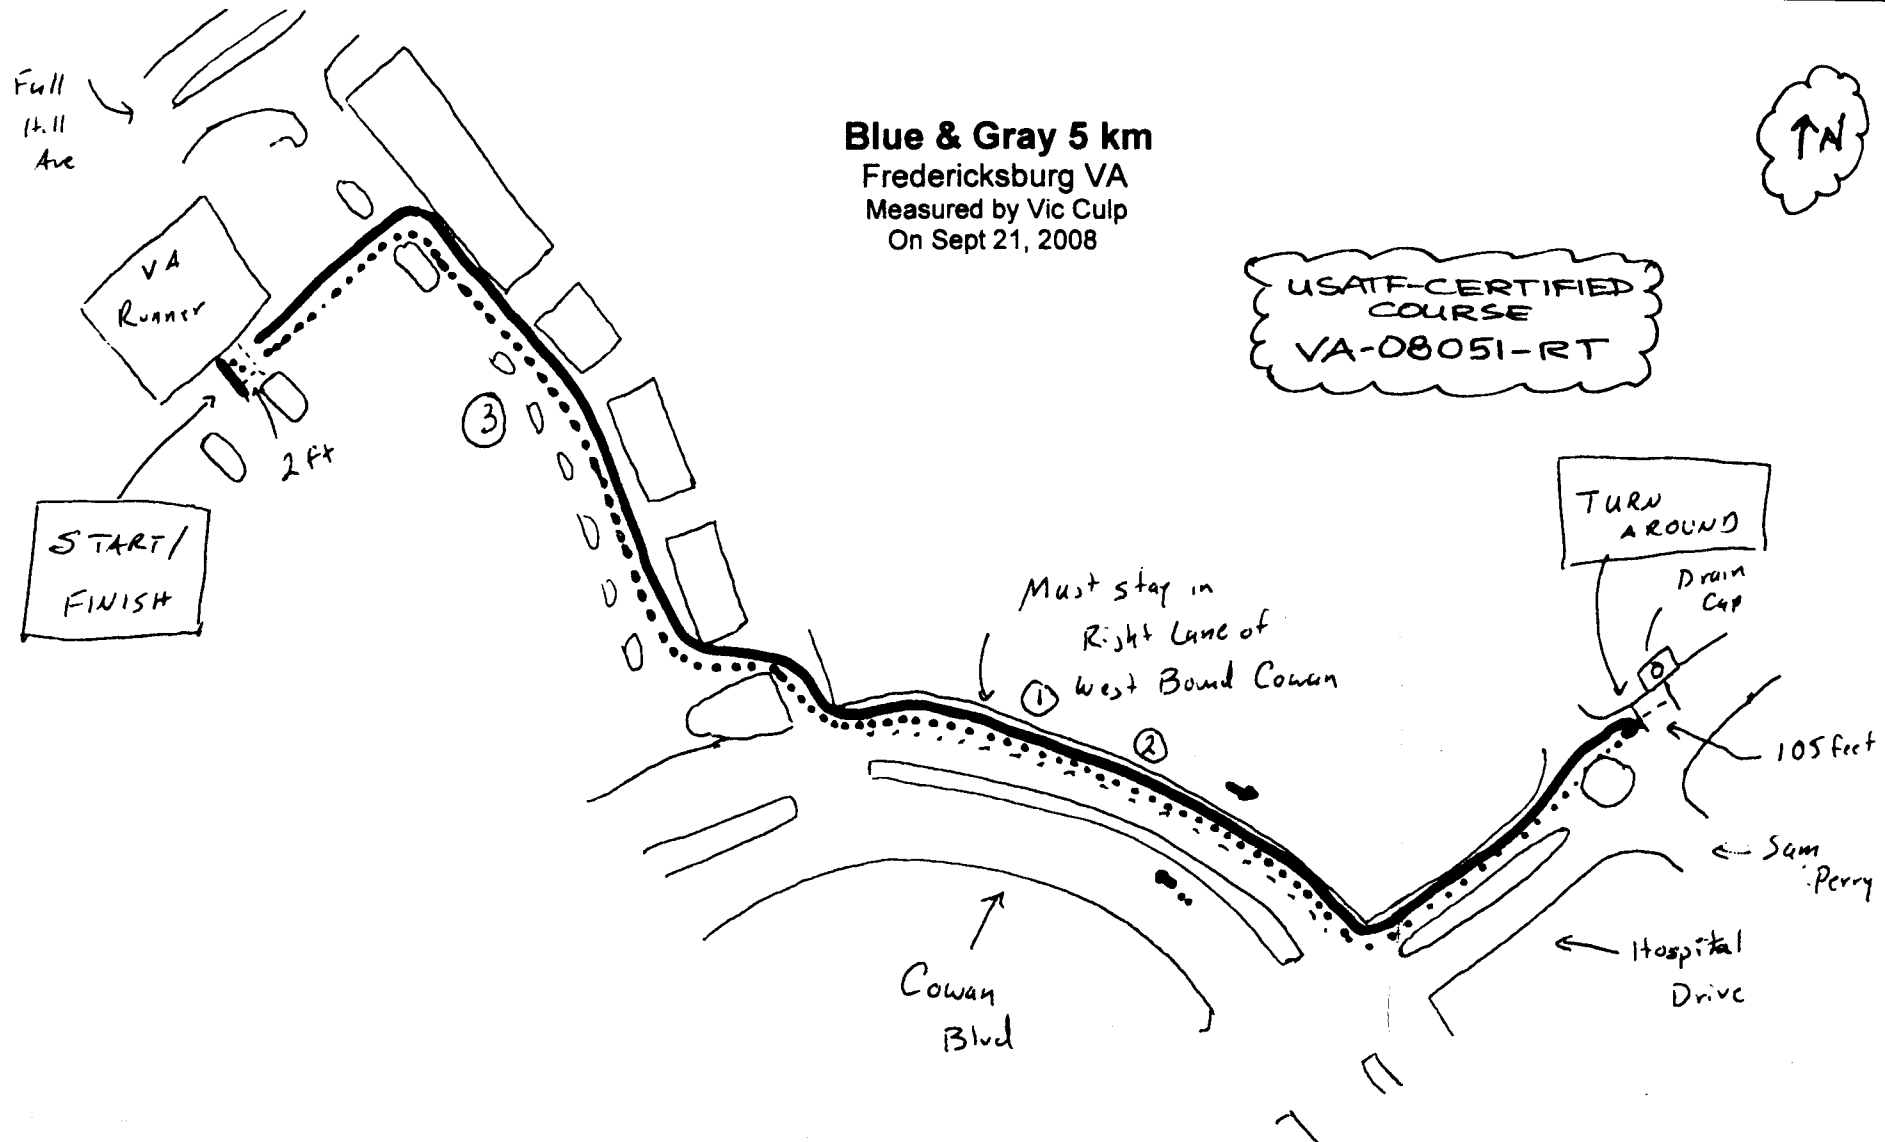 Blue & Gray 5 km
Fredericksburg VA
Measured by Vic Culp
On Sept 21, 2008
N
USATF-CERTIFIED
COURSE
VA-08051-RT
Fall
Hill
Ave
VA
Runner
2 ft
START/
FINISH
3
Must stay in
Right Lane of
West Bound Cowan
1
2
TURN
AROUND
Drain
Cap
105 feet
Sam
Perry
Hospital
Drive
Cowan
Blvd